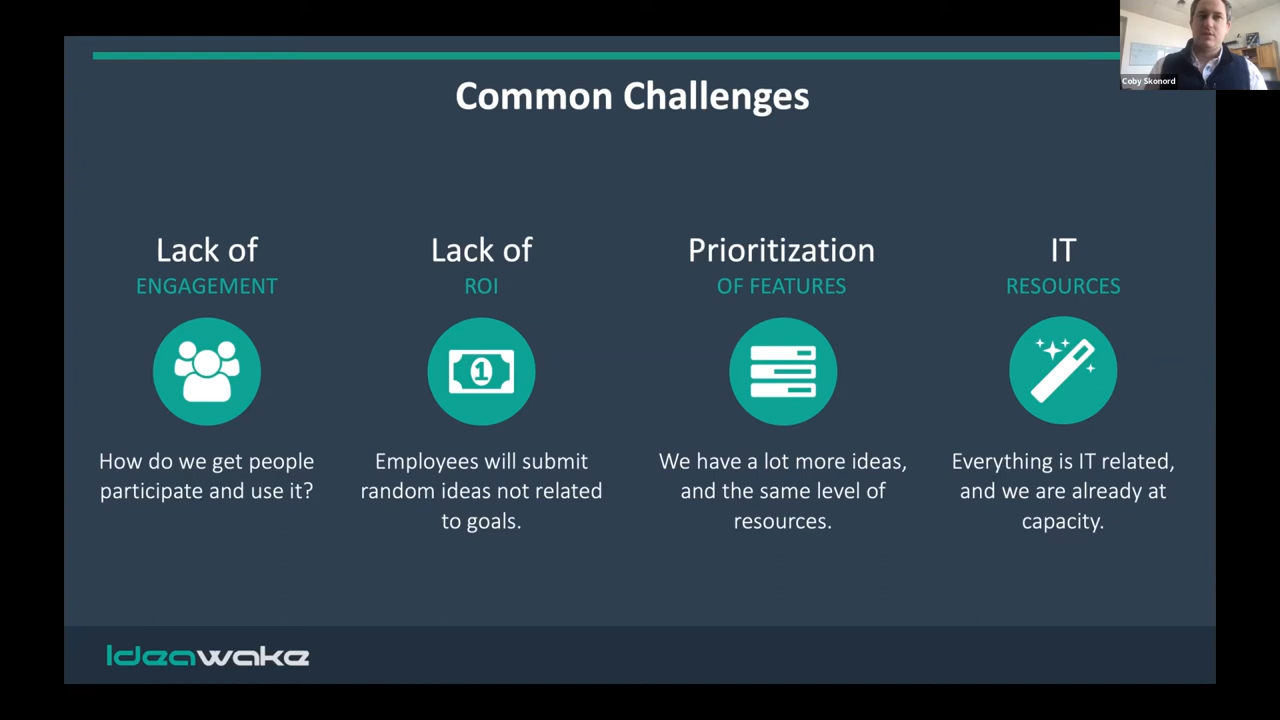 Coby Skonord
Common Challenges
Lack of
ENGAGEMENT
How do we get people
participate and use it?
Lack of
ROI
1
Employees will submit
random ideas not related
to goals.
Prioritization
OF FEATURES
We have a lot more ideas,
and the same level of
resources.
IT
RESOURCES
Everything is IT related,
and we are already at
capacity.
Ideawake